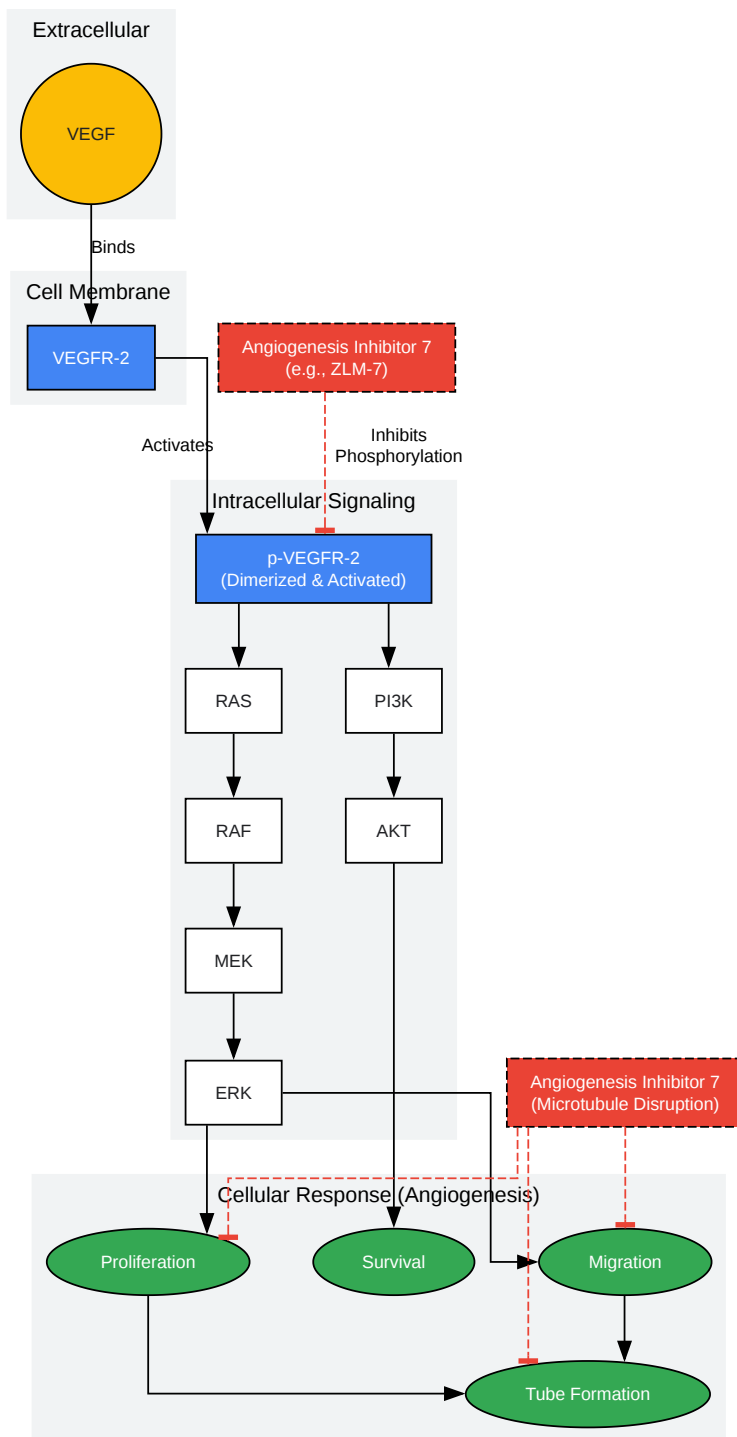 Extracellular
VEGF
Binds
Cell Membrane
VEGFR-2
Angiogenesis Inhibitor 7
(e.g., ZLM-7)
Activates
Inhibits
Phosphorylation
Intracellular Signaling
p-VEGFR-2
(Dimerized & Activated)
RAS
PI3K
RAF
AKT
MEK
ERK
Angiogenesis Inhibitor 7
(Microtubule Disruption)
Cellular Response (Angiogenesis)
Proliferation
Survival
Migration
Tube Formation